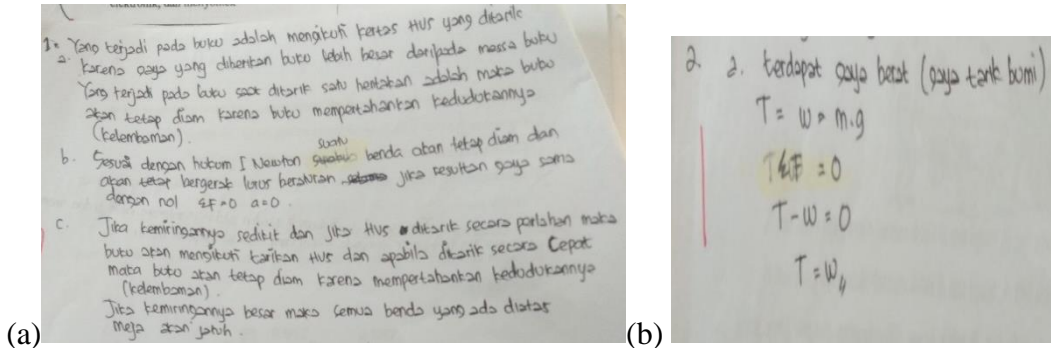 1. Yang terjadi pada buku adalah mengikuti kertas HVS yang ditarik
a. karena gaya yang diberikan buku lebih besar daripada massa buku
Yang terjadi pada buku saat ditarik satu hentakan adalah maka buku
akan tetap diam karena buku mempertahankan kedudukannya
(kelembaman).
b. Sesuai dengan hukum I Newton suatu benda akan tetap diam dan
akan tetap bergerak lurus beraturan jika resultan gaya sama
dengan nol ΣF=0 a=0.
c. Jika kemiringannya sedikit dan jika HVS ditarik secara perlahan maka
buku akan mengikuti tarikan HVS dan apabila ditarik secara Cepat
maka buku akan tetap diam karena mempertahankan kedudukannya
(kelembaman)
Jika kemiringannya besar maka semua benda yang ada diatas
meja akan jatuh.
(a)
2 a. terdapat gaya berat (gaya tarik bumi)
T = w = m.g
ΣF = 0
T - w = 0
T = w,,
(b)